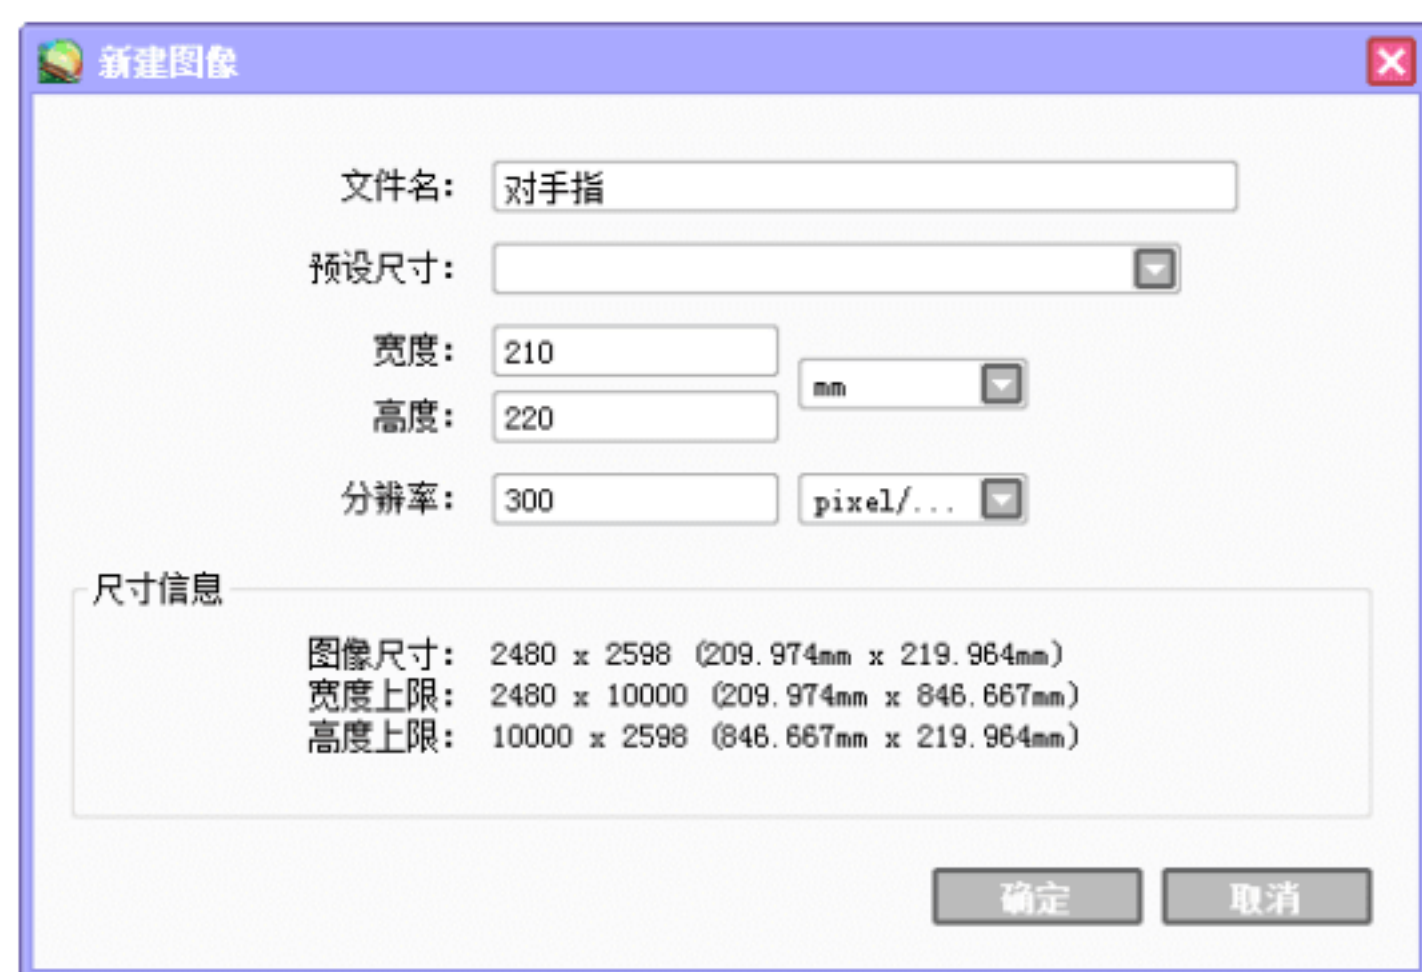 新建图像
文件名: 对手指
预设尺寸:
宽度: 210
mm
高度: 220
分辨率: 300 pixel/...
尺寸信息
图像尺寸: 2480 x 2598 (209.974mm x 219.964mm)
宽度上限: 2480 x 10000 (209.974mm x 846.667mm)
高度上限: 10000 x 2598 (846.667mm x 219.964mm)
确定 取消